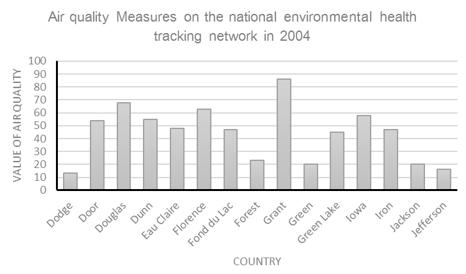 Air quality Measures on the national environmental health
tracking network in 2004
VALUE OF AIR QUALITY
100
90
80
70
60
50
40
30
20
10
0
Dodge
Door
Douglas
Dunn
Eau Claire
Florence
Fond du Lac
Forest
Grant
Green
Green Lake
Iowa
Iron
Jackson
Jefferson
COUNTRY